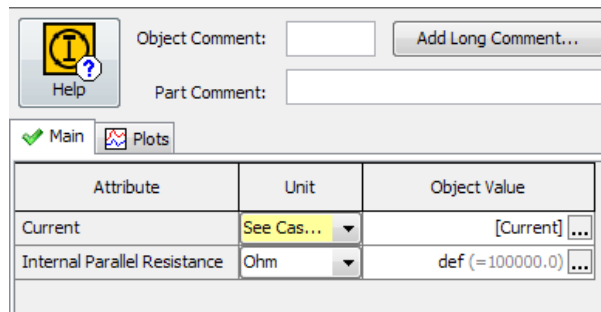 Object Comment:
Add Long Comment...
Help
Part Comment:
Main
Plots
Attribute Unit Object Value
Current See Cas... [Current] ...
Internal Parallel Resistance Ohm def (=100000.0) ...